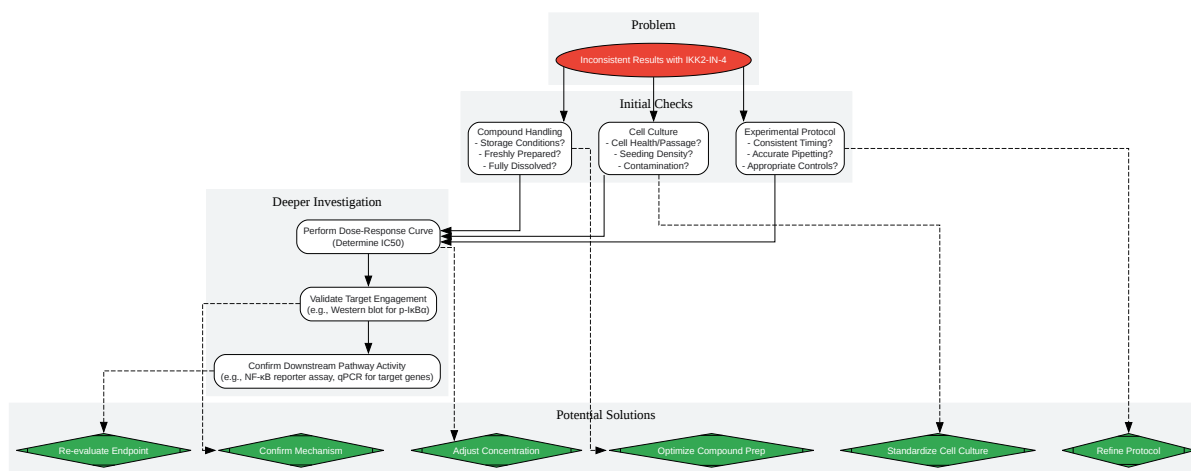 Problem
Inconsistent Results with IKK2-IN-4
Initial Checks
Compound Handling
- Storage Conditions?
- Freshly Prepared?
- Fully Dissolved?
Cell Culture
- Cell Health/Passage?
- Seeding Density?
- Contamination?
Experimental Protocol
- Consistent Timing?
- Accurate Pipetting?
- Appropriate Controls?
Deeper Investigation
Perform Dose-Response Curve
(Determine IC50)
Validate Target Engagement
(e.g., Western blot for p-IκBα)
Confirm Downstream Pathway Activity
(e.g., NF-κB reporter assay, qPCR for target genes)
Potential Solutions
Re-evaluate Endpoint
Confirm Mechanism
Adjust Concentration
Optimize Compound Prep
Standardize Cell Culture
Refine Protocol